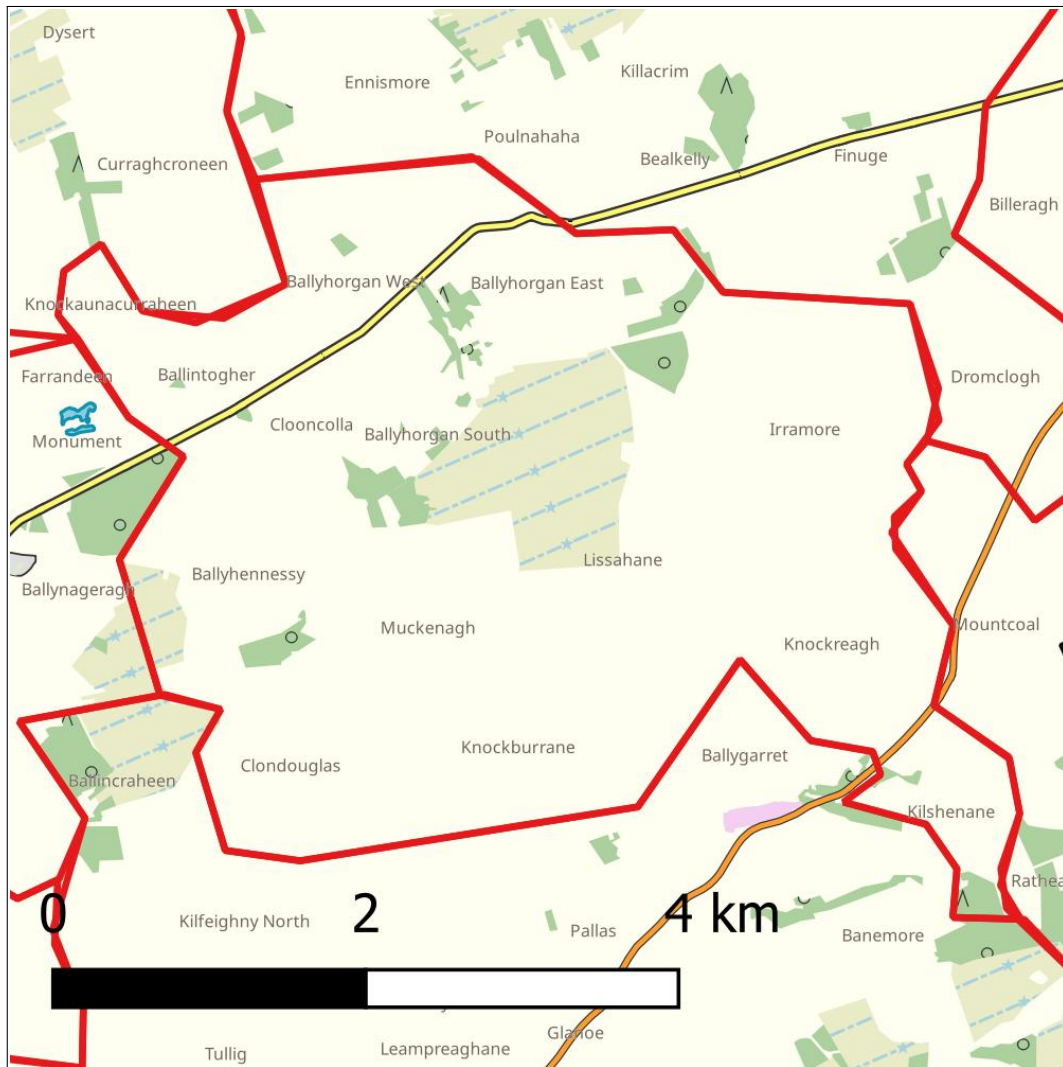 Dysert
Ennismore
Killacrim
Poulnahaha
Curraghcroneen
Bealkelly
Finuge
Billeragh
Ballyhorgan West
Ballyhorgan East
Knockaunacurraheen
Farrandeen
Ballintogher
Dromclogh
Monument
Clooncolla
Ballyhorgan South
Irramore
Lissahane
Ballynageragh
Ballyhennessy
Muckenagh
Mountcoal
Knockreagh
Knockburrane
Ballygarret
Clondouglas
Ballincraheen
Kilshenane
Rathea
0 2 4 km
Kilfeighny North
Pallas
Banemore
Glanoe
Tullig
Leampreaghane